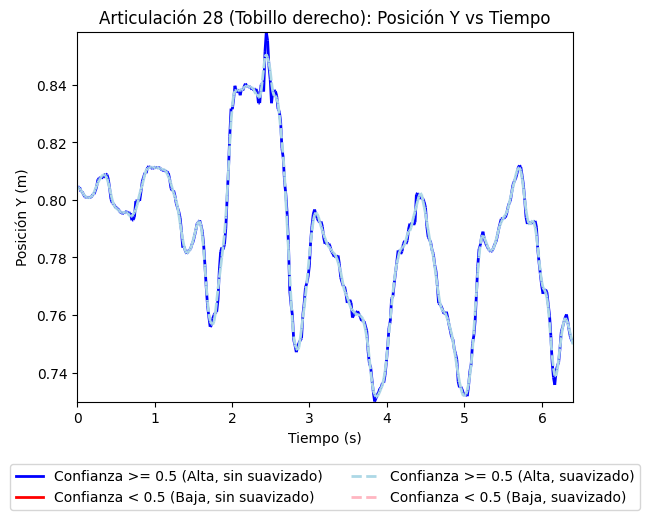 Articulación 28 (Tobillo derecho): Posición Y vs Tiempo
Posición Y (m)
0.84
0.82
0.80
0.78
0.76
0.74
0 1 2 3 4 5 6
Tiempo (s)
Confianza >= 0.5 (Alta, sin suavizado)
Confianza < 0.5 (Baja, sin suavizado)
Confianza >= 0.5 (Alta, suavizado)
Confianza < 0.5 (Baja, suavizado)